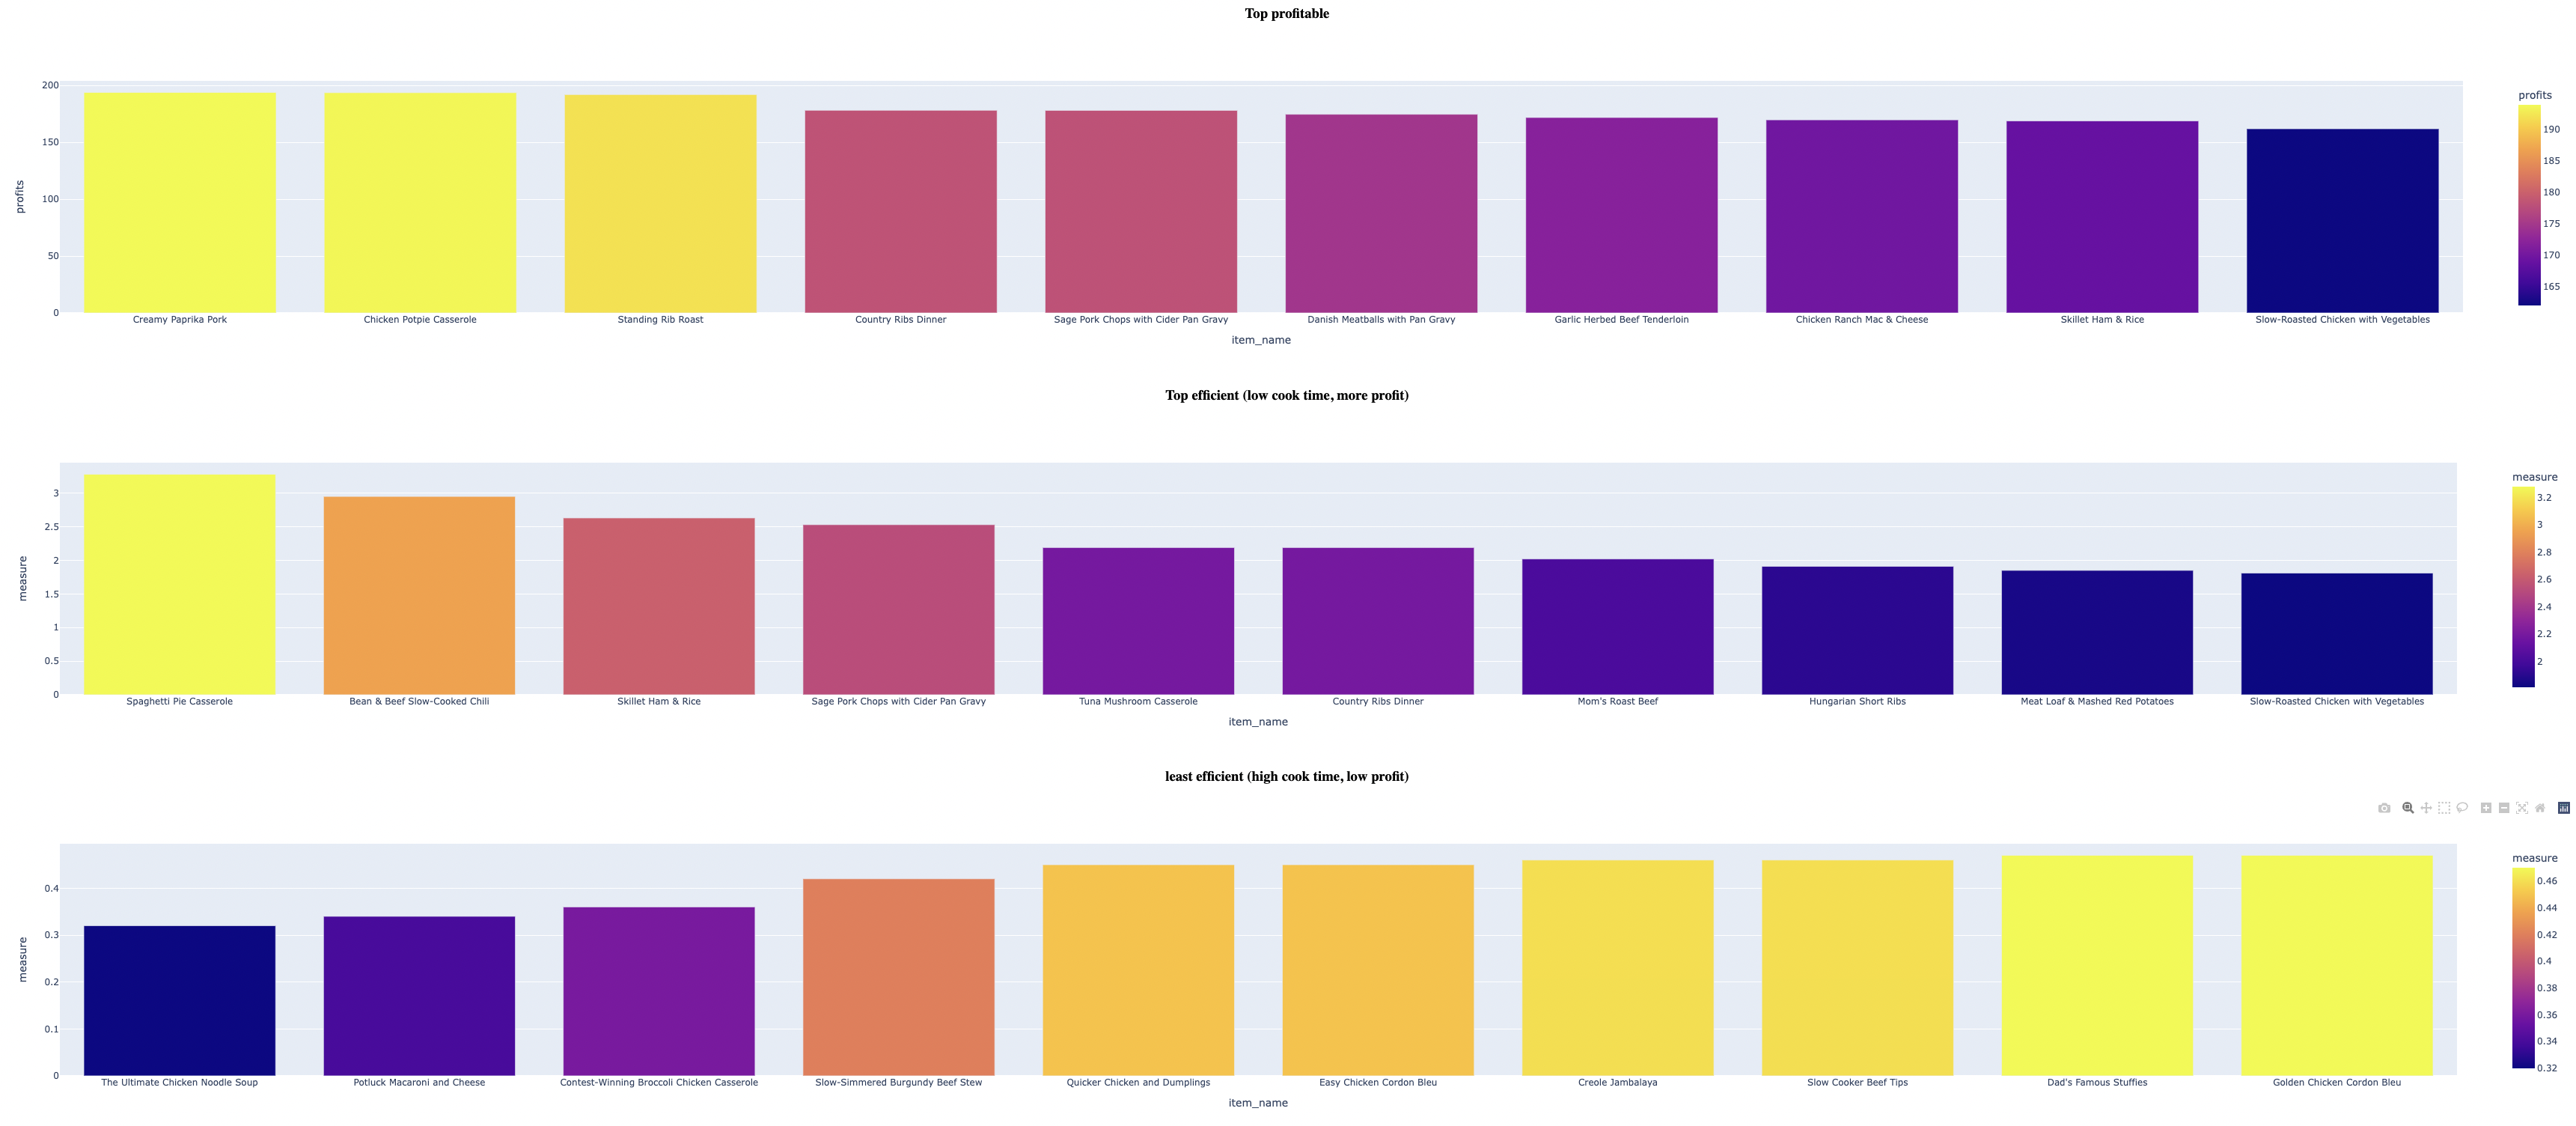 Top profitable
profits
200
150
100
50
0
Creamy Paprika Pork
Chicken Potpie Casserole
Standing Rib Roast
Country Ribs Dinner
Sage Pork Chops with Cider Pan Gravy
Danish Meatballs with Pan Gravy
Garlic Herbed Beef Tenderloin
Chicken Ranch Mac & Cheese
Skillet Ham & Rice
Slow-Roasted Chicken with Vegetables
item_name
profits
190
185
180
175
170
165
Top efficient (low cook time, more profit)
measure
3
2.5
2
1.5
1
0.5
0
Spaghetti Pie Casserole
Bean & Beef Slow-Cooked Chili
Skillet Ham & Rice
Sage Pork Chops with Cider Pan Gravy
Tuna Mushroom Casserole
Country Ribs Dinner
Mom's Roast Beef
Hungarian Short Ribs
Meat Loaf & Mashed Red Potatoes
Slow-Roasted Chicken with Vegetables
item_name
measure
3.2
3
2.8
2.6
2.4
2.2
2
least efficient (high cook time, low profit)
measure
0.4
0.3
0.2
0.1
0
The Ultimate Chicken Noodle Soup
Potluck Macaroni and Cheese
Contest-Winning Broccoli Chicken Casserole
Slow-Simmered Burgundy Beef Stew
Quicker Chicken and Dumplings
Easy Chicken Cordon Bleu
Creole Jambalaya
Slow Cooker Beef Tips
Dad's Famous Stuffies
Golden Chicken Cordon Bleu
item_name
measure
0.46
0.44
0.42
0.4
0.38
0.36
0.34
0.32